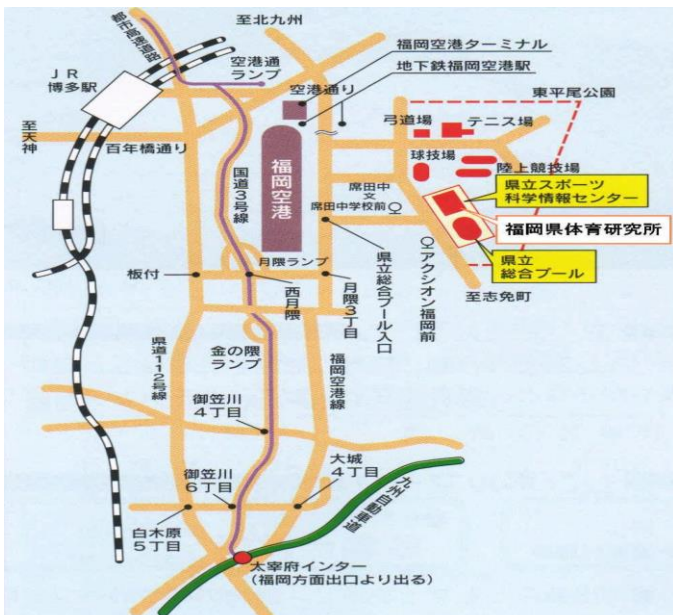 至北九州
都市高速道路
空港通
ランプ
福岡空港ターミナル
地下鉄福岡空港駅
JR
博多駅
空港通り
東平尾公園
弓道場
テニス場
至天神
百年橋通り
球技場
陸上競技場
国道3号線
福岡空港
席田中
文
席田中学校前
県立スポーツ
科学情報センター
福岡県体育研究所
県立
総合プール
月隈ランプ
板付
西月隈
月隈3丁目
県立総合プール入口
アクシオン福岡前
至志免町
県道112号線
金の隈
ランプ
福岡空港線
御笠川
4丁目
大城
4丁目
御笠川
6丁目
九州自動車道
白木原
5丁目
太宰府インター
(福岡方面出口より出る)